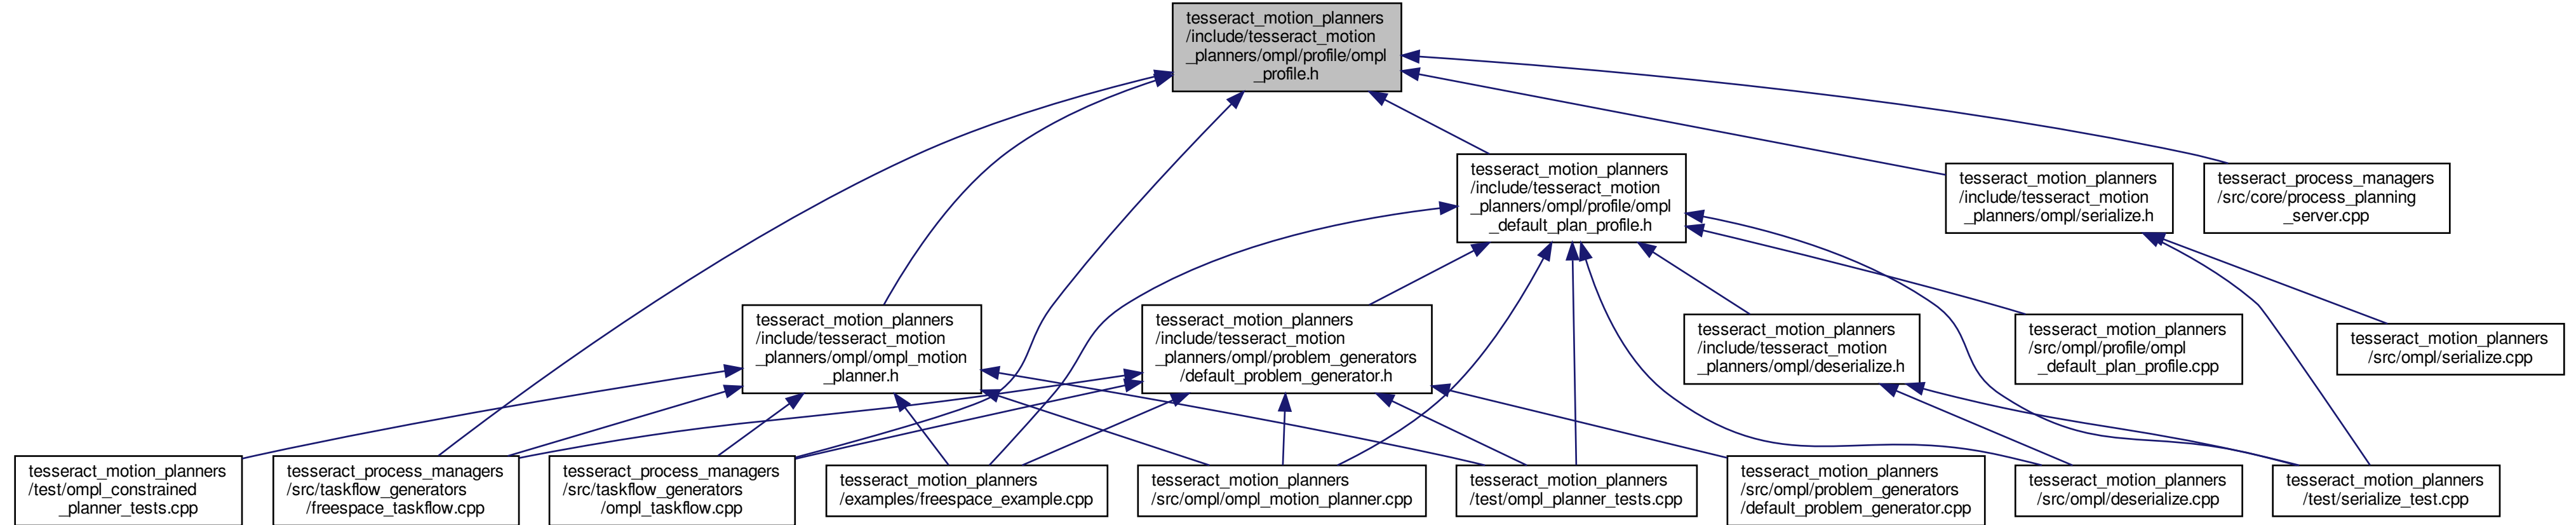 tesseract_motion_planners
/include/tesseract_motion
_planners/ompl/profile/ompl
_profile.h
tesseract_motion_planners
/include/tesseract_motion
_planners/ompl/profile/ompl
_default_plan_profile.h
tesseract_motion_planners
/include/tesseract_motion
_planners/ompl/serialize.h
tesseract_process_managers
/src/core/process_planning
_server.cpp
tesseract_motion_planners
/include/tesseract_motion
_planners/ompl/ompl_motion
_planner.h
tesseract_motion_planners
/include/tesseract_motion
_planners/ompl/problem_generators
/default_problem_generator.h
tesseract_motion_planners
/include/tesseract_motion
_planners/ompl/deserialize.h
tesseract_motion_planners
/src/ompl/profile/ompl
_default_plan_profile.cpp
tesseract_motion_planners
/src/ompl/serialize.cpp
tesseract_motion_planners
/test/ompl_constrained
_planner_tests.cpp
tesseract_process_managers
/src/taskflow_generators
/freespace_taskflow.cpp
tesseract_process_managers
/src/taskflow_generators
/ompl_taskflow.cpp
tesseract_motion_planners
/examples/freespace_example.cpp
tesseract_motion_planners
/src/ompl/ompl_motion_planner.cpp
tesseract_motion_planners
/test/ompl_planner_tests.cpp
tesseract_motion_planners
/src/ompl/problem_generators
/default_problem_generator.cpp
tesseract_motion_planners
/src/ompl/deserialize.cpp
tesseract_motion_planners
/test/serialize_test.cpp